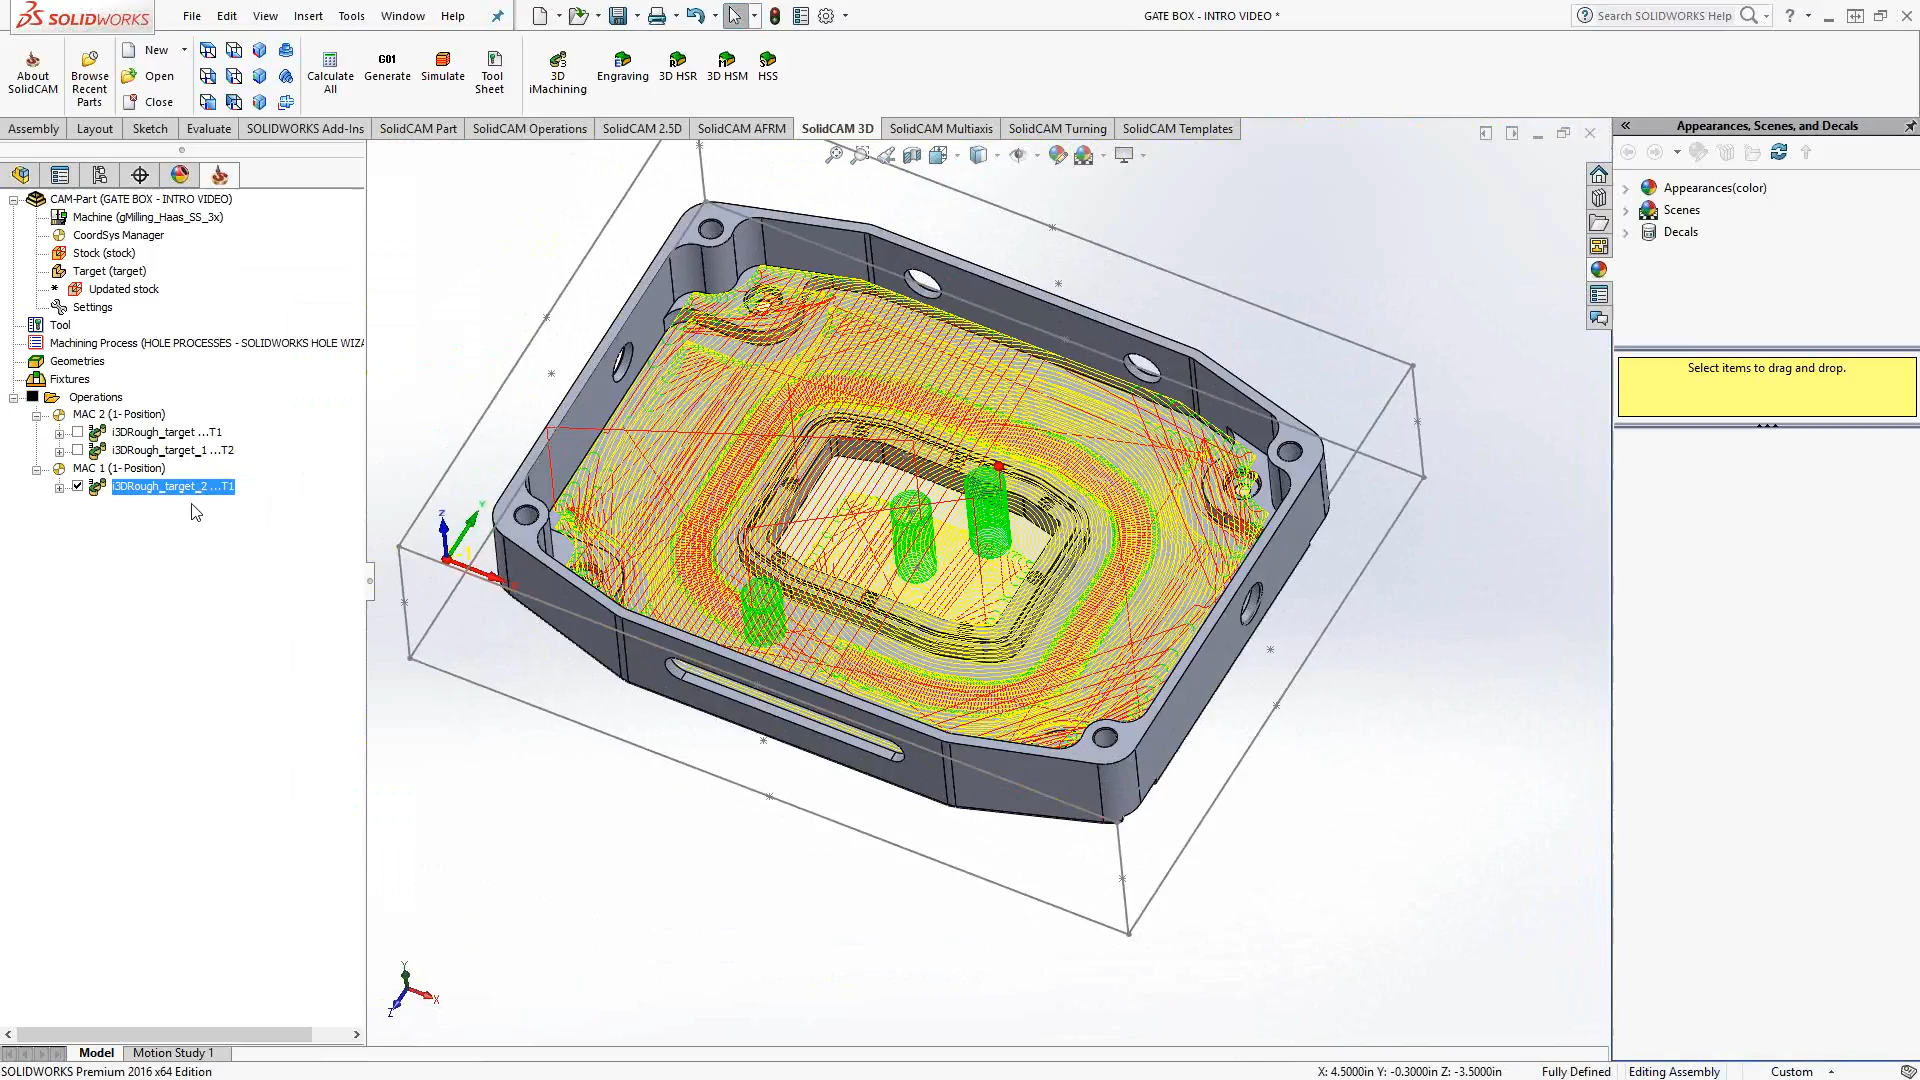 SOLIDWORKS
File Edit View Insert Tools Window Help
GATE BOX - INTRO VIDEO *
Search SOLIDWORKS Help
About SolidCAM
Browse Recent Parts
New
Open
Close
Calculate All
G01
Generate
Simulate
Tool Sheet
3D iMachining
Engraving
3D HSR
3D HSM
HSS
Assembly Layout Sketch Evaluate SOLIDWORKS Add-Ins SolidCAM Part SolidCAM Operations SolidCAM 2.5D SolidCAM AFRM SolidCAM 3D SolidCAM Multiaxis SolidCAM Turning SolidCAM Templates
Appearances, Scenes, and Decals
Appearances(color)
Scenes
Decals
Select items to drag and drop.
CAM-Part (GATE BOX - INTRO VIDEO)
Machine (gMilling_Haas_SS_3x)
CoordSys Manager
Stock (stock)
Target (target)
* Updated stock
Settings
Tool
Machining Process (HOLE PROCESSES - SOLIDWORKS HOLE WIZA
Geometries
Fixtures
Operations
MAC 2 (1- Position)
i3DRough_target ...T1
i3DRough_target_1 ...T2
MAC 1 (1- Position)
i3DRough_target_2 ...T1
Z
Y
Y
X
Z
Model Motion Study 1
SOLIDWORKS Premium 2016 x64 Edition
X: 4.5000in Y: -0.3000in Z: -3.5000in
Fully Defined
Editing Assembly
Custom